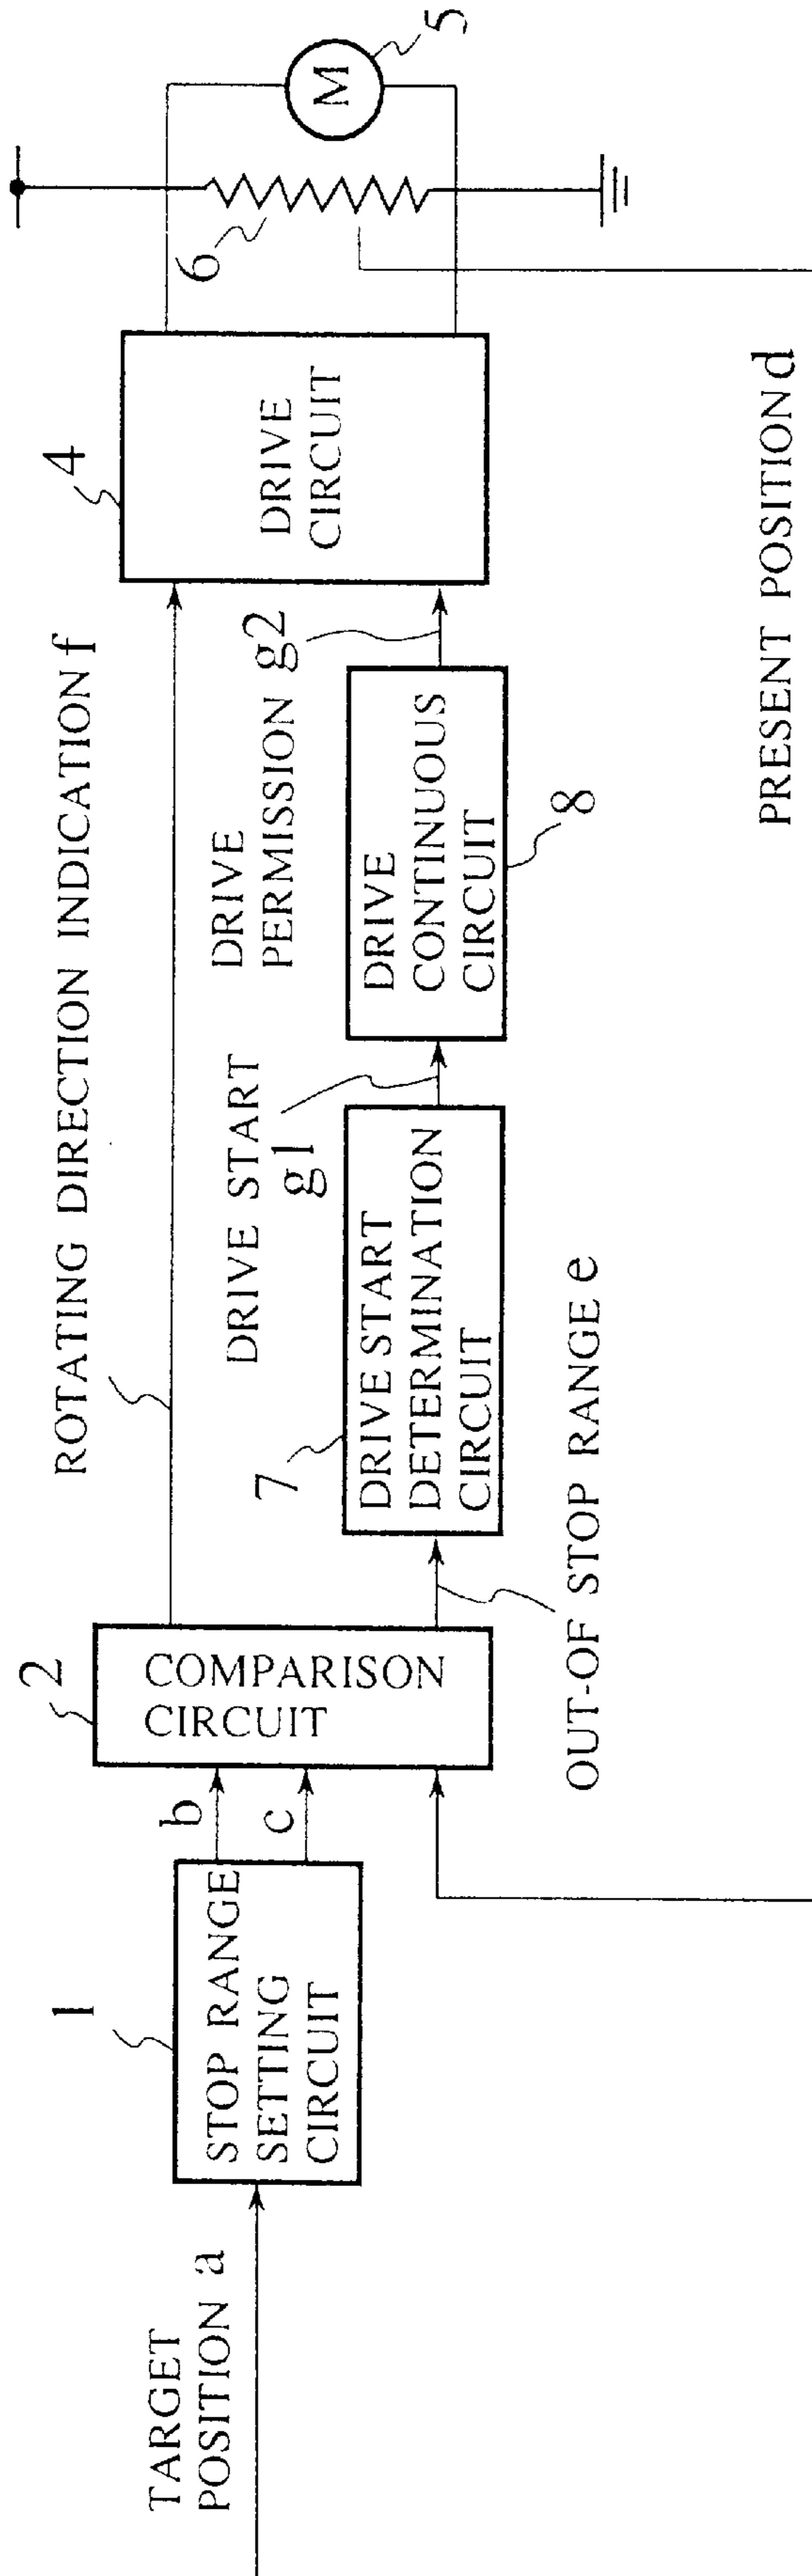 TARGET
POSITION a
1
STOP RANGE
SETTING
CIRCUIT
b
c
2
COMPARISON
CIRCUIT
ROTATING DIRECTION INDICATION f
OUT-OF STOP RANGE e
7
DRIVE START
DETERMINATION
CIRCUIT
DRIVE START
g1
DRIVE
CONTINUOUS
CIRCUIT
8
DRIVE
PERMISSION g2
4
DRIVE
CIRCUIT
6
M
5
PRESENT POSITION d